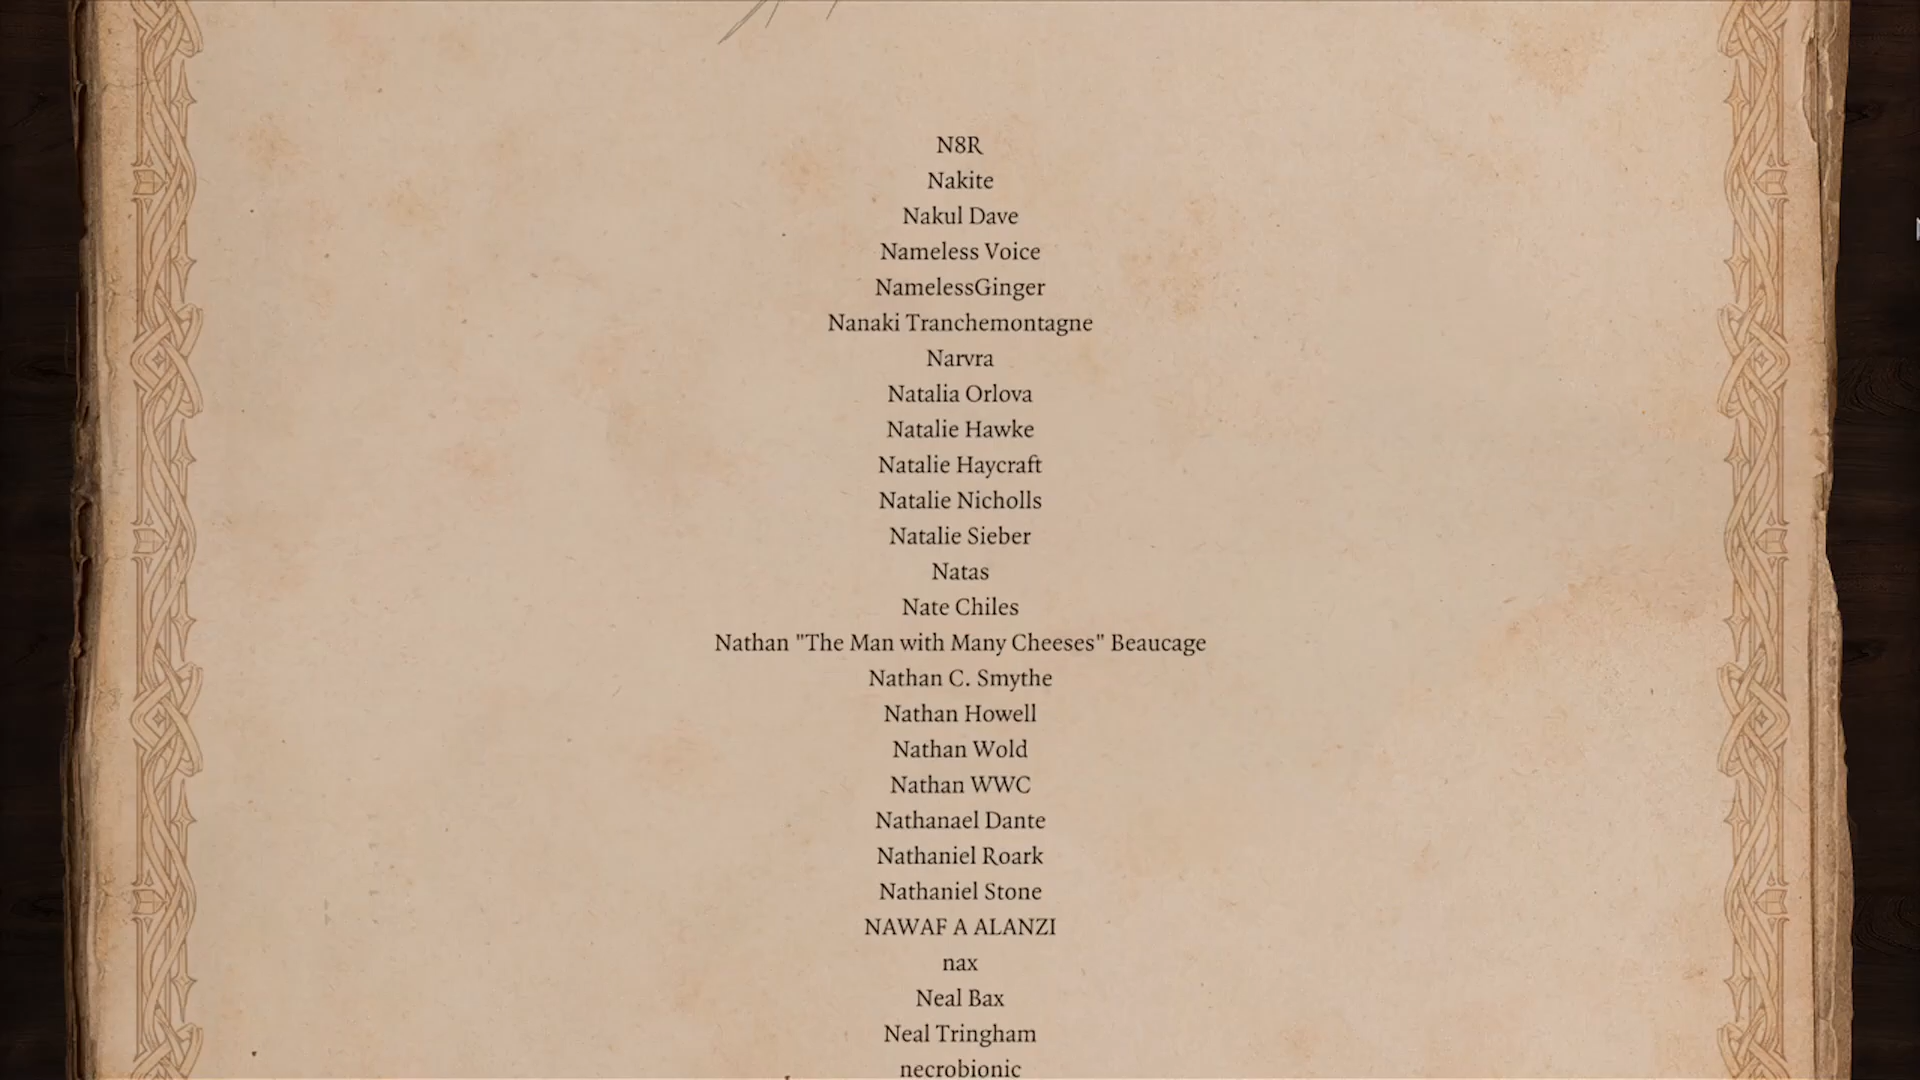 N8R
Nakite
Nakul Dave
Nameless Voice
NamelessGinger
Nanaki Tranchemontagne
Narvra
Natalia Orlova
Natalie Hawke
Natalie Haycraft
Natalie Nicholls
Natalie Sieber
Natas
Nate Chiles
Nathan "The Man with Many Cheeses" Beaucage
Nathan C. Smythe
Nathan Howell
Nathan Wold
Nathan WWC
Nathanael Dante
Nathaniel Roark
Nathaniel Stone
NAWAF A ALANZI
nax
Neal Bax
Neal Tringham
necrobionic